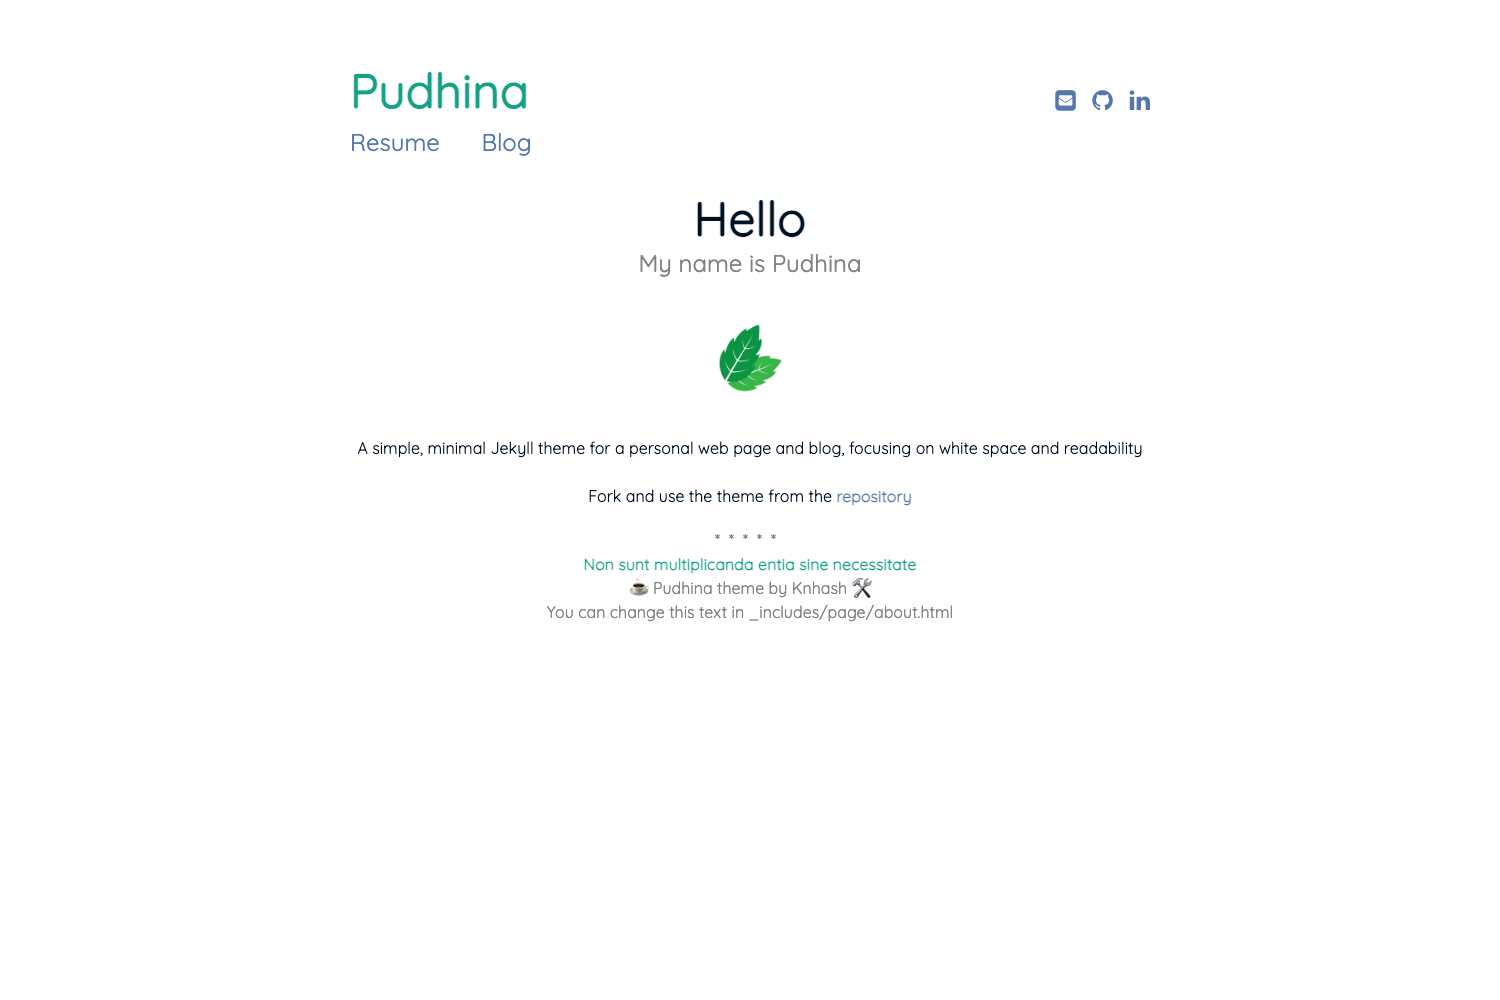 Pudhina
Resume Blog
Hello
My name is Pudhina
A simple, minimal Jekyll theme for a personal web page and blog, focusing on white space and readability
Fork and use the theme from the repository
* * * * *
Non sunt multiplicanda entia sine necessitate
☕ Pudhina theme by Knhash 🛠
You can change this text in _includes/page/about.html